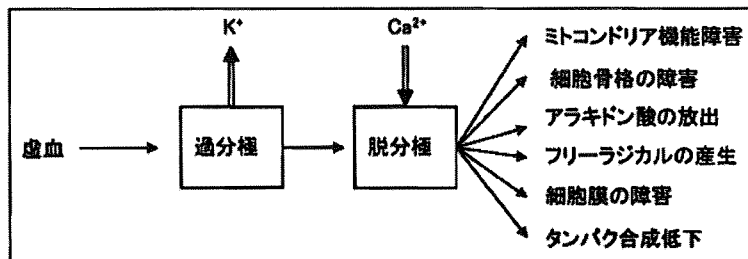 K⁺
Ca²⁺
虚血
過分極
脱分極
ミトコンドリア機能障害
細胞骨格の障害
アラキドン酸の放出
フリーラジカルの産生
細胞膜の障害
タンパク合成低下